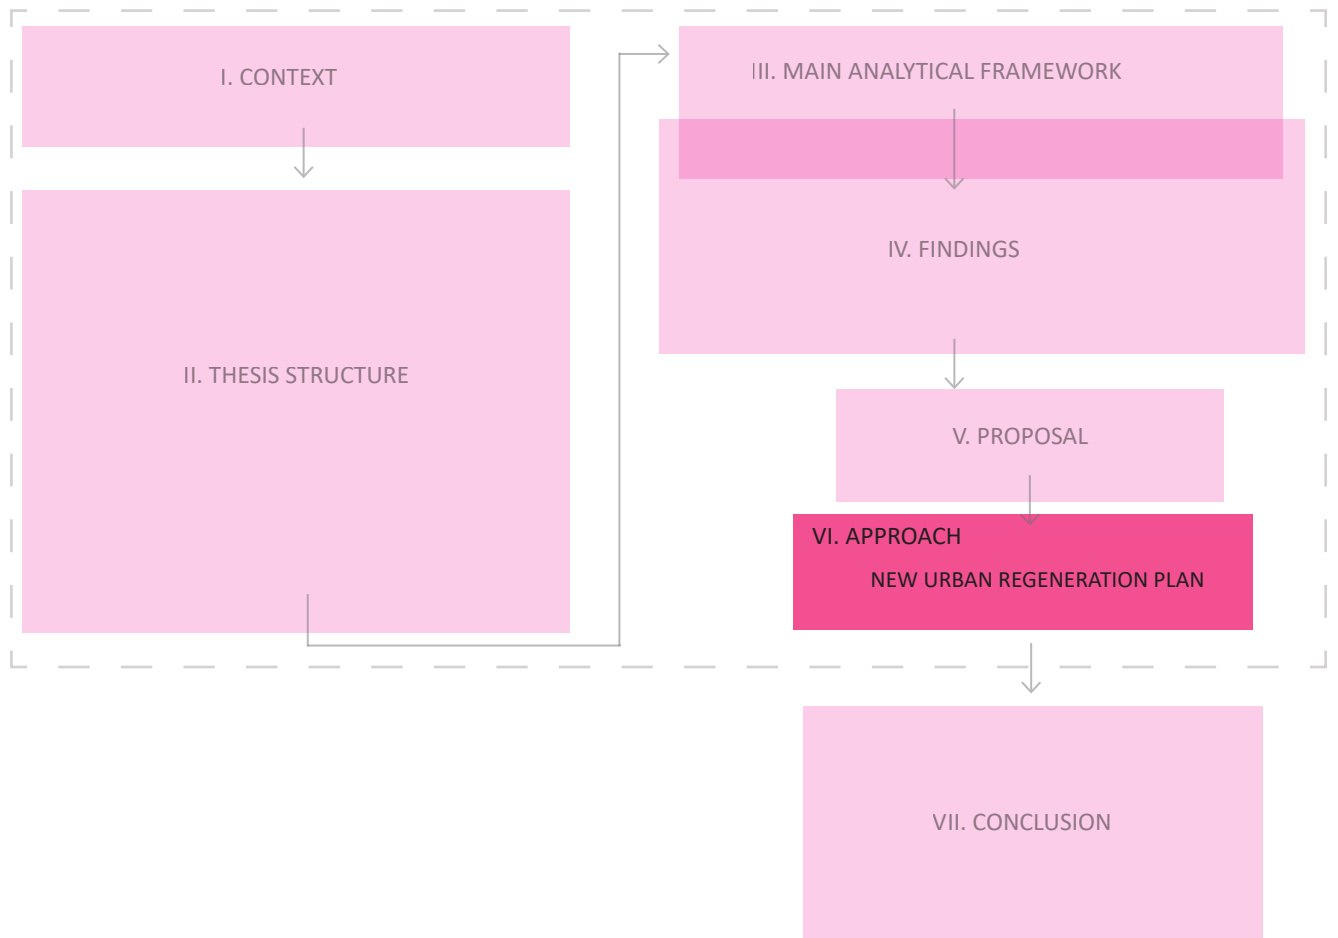 I. CONTEXT
II. THESIS STRUCTURE
III. MAIN ANALYTICAL FRAMEWORK
IV. FINDINGS
V. PROPOSAL
VI. APPROACH
NEW URBAN REGENERATION PLAN
VII. CONCLUSION